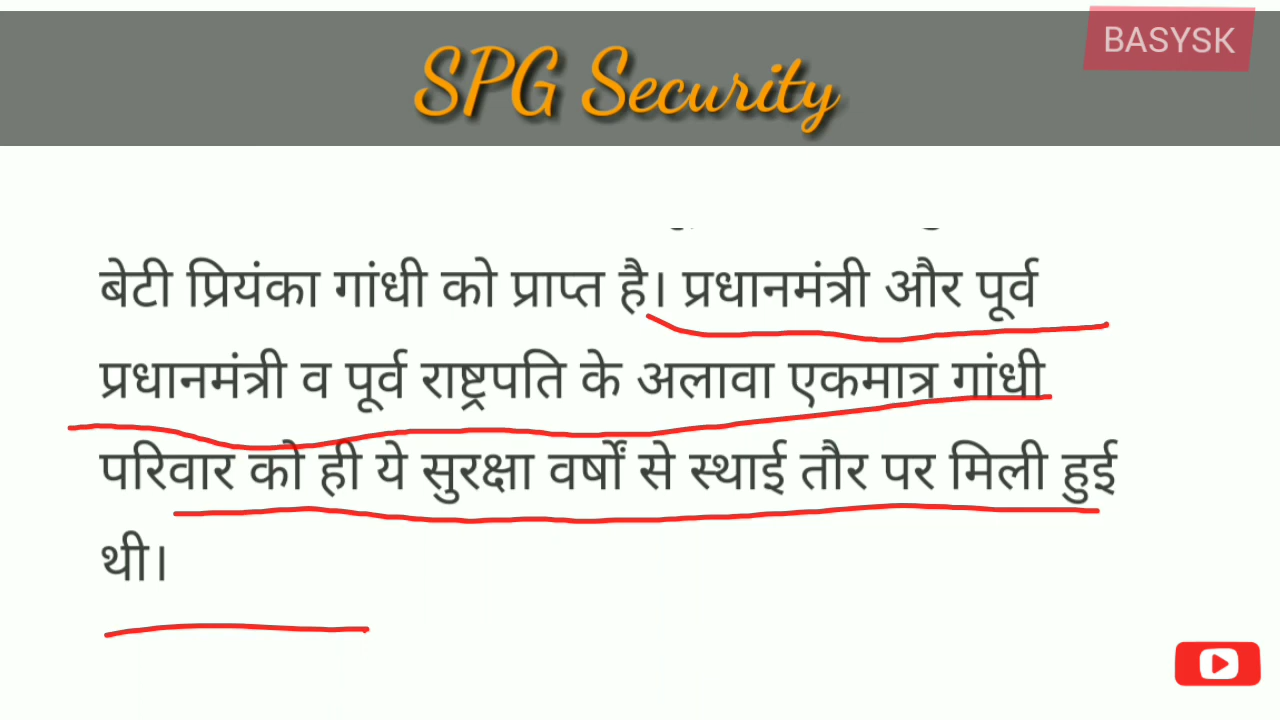 BASYSK
SPG Security
बेटी प्रियंका गांधी को प्राप्त है। प्रधानमंत्री और पूर्व
प्रधानमंत्री व पूर्व राष्ट्रपति के अलावा एकमात्र गांधी
परिवार को ही ये सुरक्षा वर्षों से स्थाई तौर पर मिली हुई
थी।